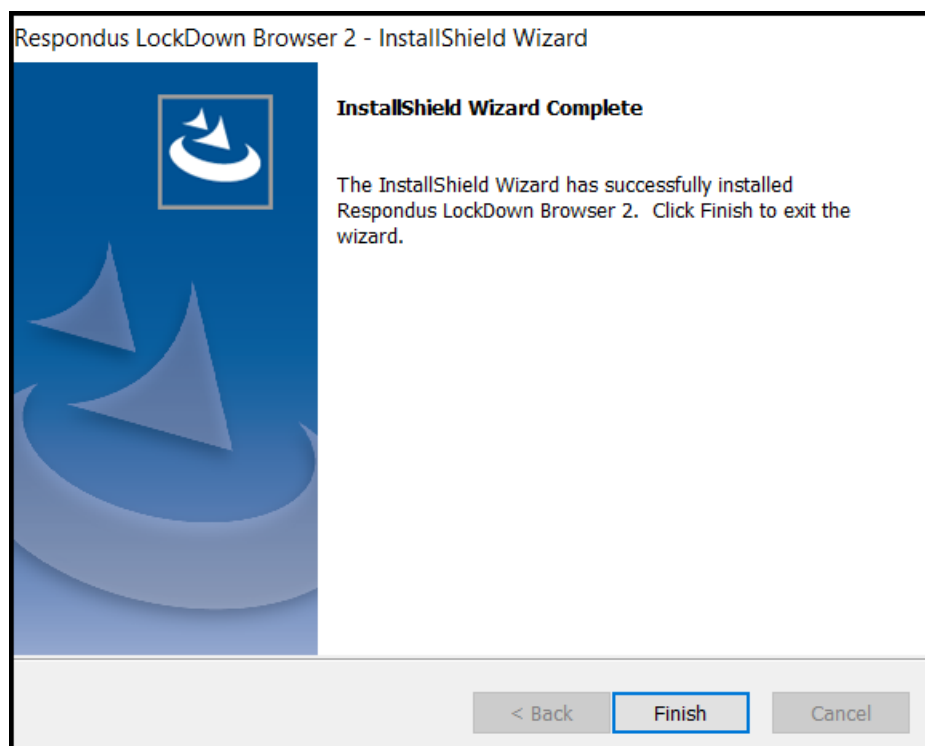 Respondus LockDown Browser 2 - InstallShield Wizard
InstallShield Wizard Complete
The InstallShield Wizard has successfully installed
Respondus LockDown Browser 2.  Click Finish to exit the
wizard.
< Back
Finish
Cancel